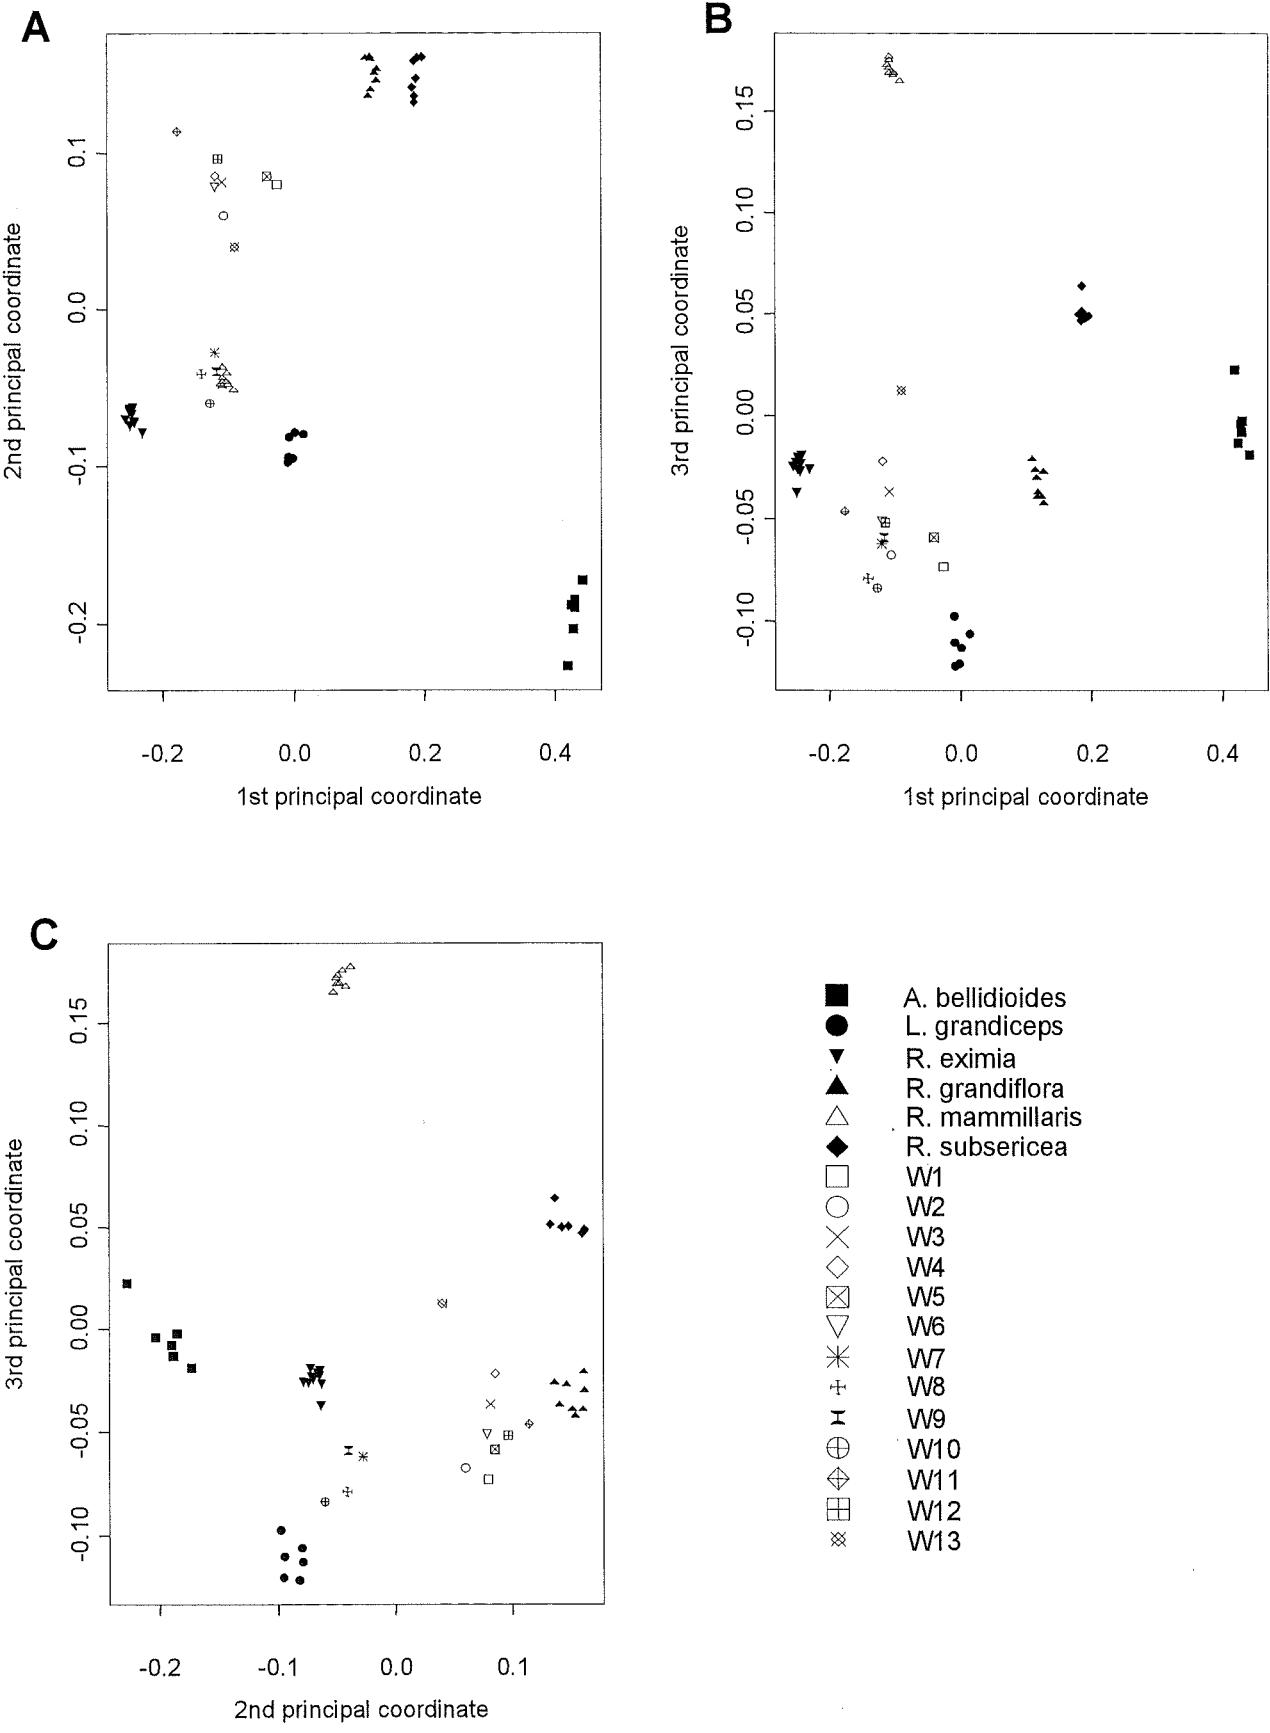 A
2nd principal coordinate
0.1
0.0
-0.1
-0.2
-0.2 0.0 0.2 0.4
1st principal coordinate
B
3rd principal coordinate
0.15
0.10
0.05
0.00
-0.05
-0.10
-0.2 0.0 0.2 0.4
1st principal coordinate
C
3rd principal coordinate
0.15
0.10
0.05
0.00
-0.05
-0.10
-0.2 -0.1 0.0 0.1
2nd principal coordinate
A. bellidioides
L. grandiceps
R. eximia
R. grandiflora
R. mammillaris
R. subsericea
W1
W2
W3
W4
W5
W6
W7
W8
W9
W10
W11
W12
W13